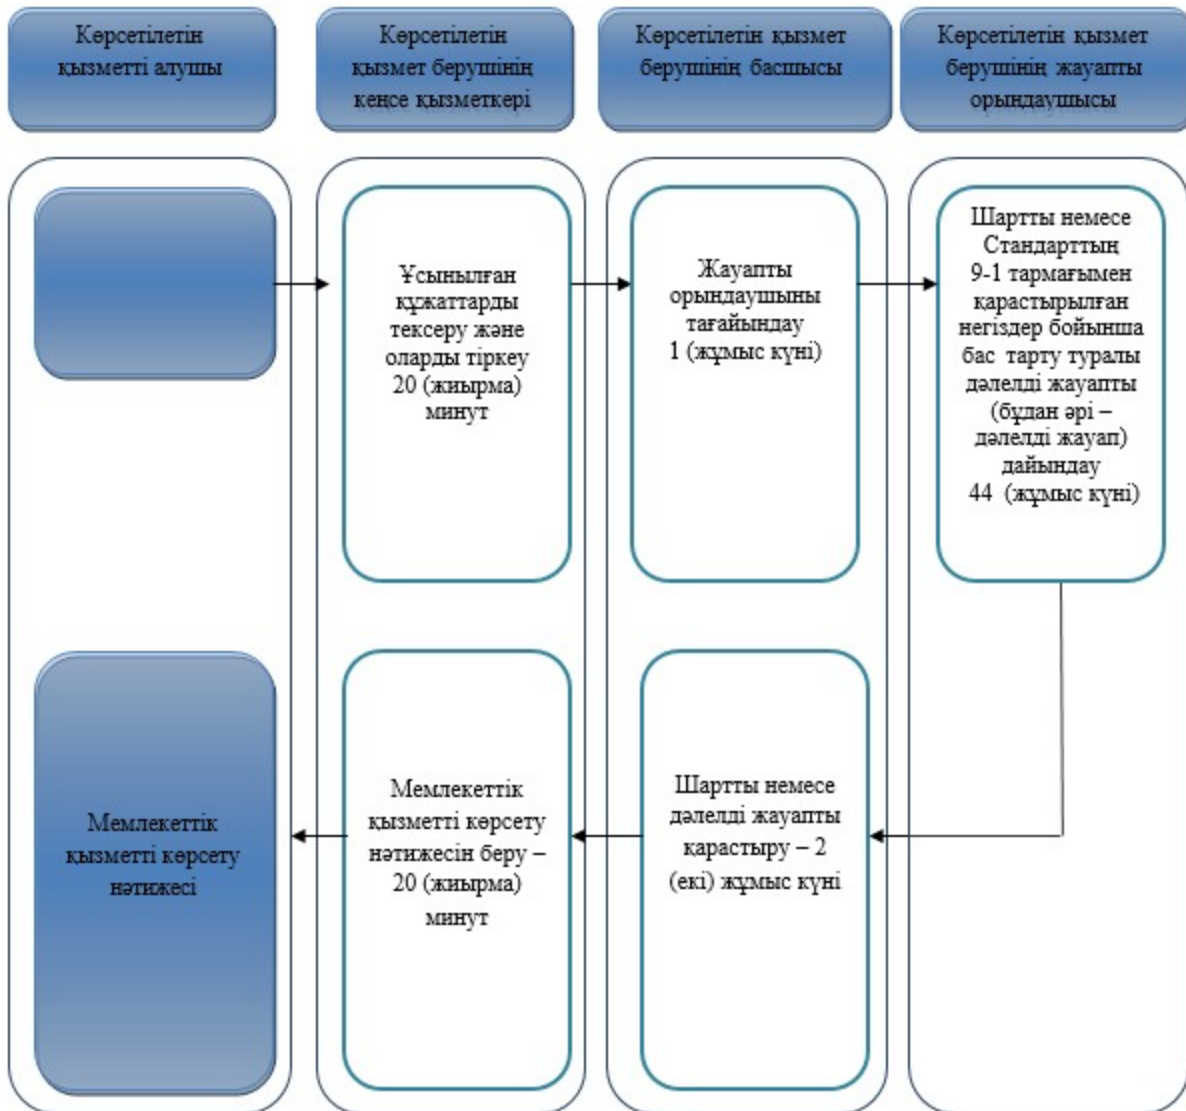 Көрсетілетін
қызметті алушы
Көрсетілетін
қызмет берушінің
кеңсе қызметкері
Көрсетілетін қызмет
берушінің басшысы
Көрсетілетін қызмет
берушінің жауапты
орындаушысы
Ұсынылған
құжаттарды
тексеру және
оларды тіркеу
20 (жиырма)
минут
Жауапты
орындаушыны
тағайындау
1 (жұмыс күні)
Шартты немесе
Стандарттың
9-1 тармағымен
қарастырылған
негіздер бойынша
бас тарту туралы
дәлелді жауапты
(бұдан әрі –
дәлелді жауап)
дайындау
44 (жұмыс күні)
Мемлекеттік
қызметті көрсету
нәтижесі
Мемлекеттік
қызметті көрсету
нәтижесін беру –
20 (жиырма)
минут
Шартты немесе
дәлелді жауапты
қарастыру – 2
(екі) жұмыс күні